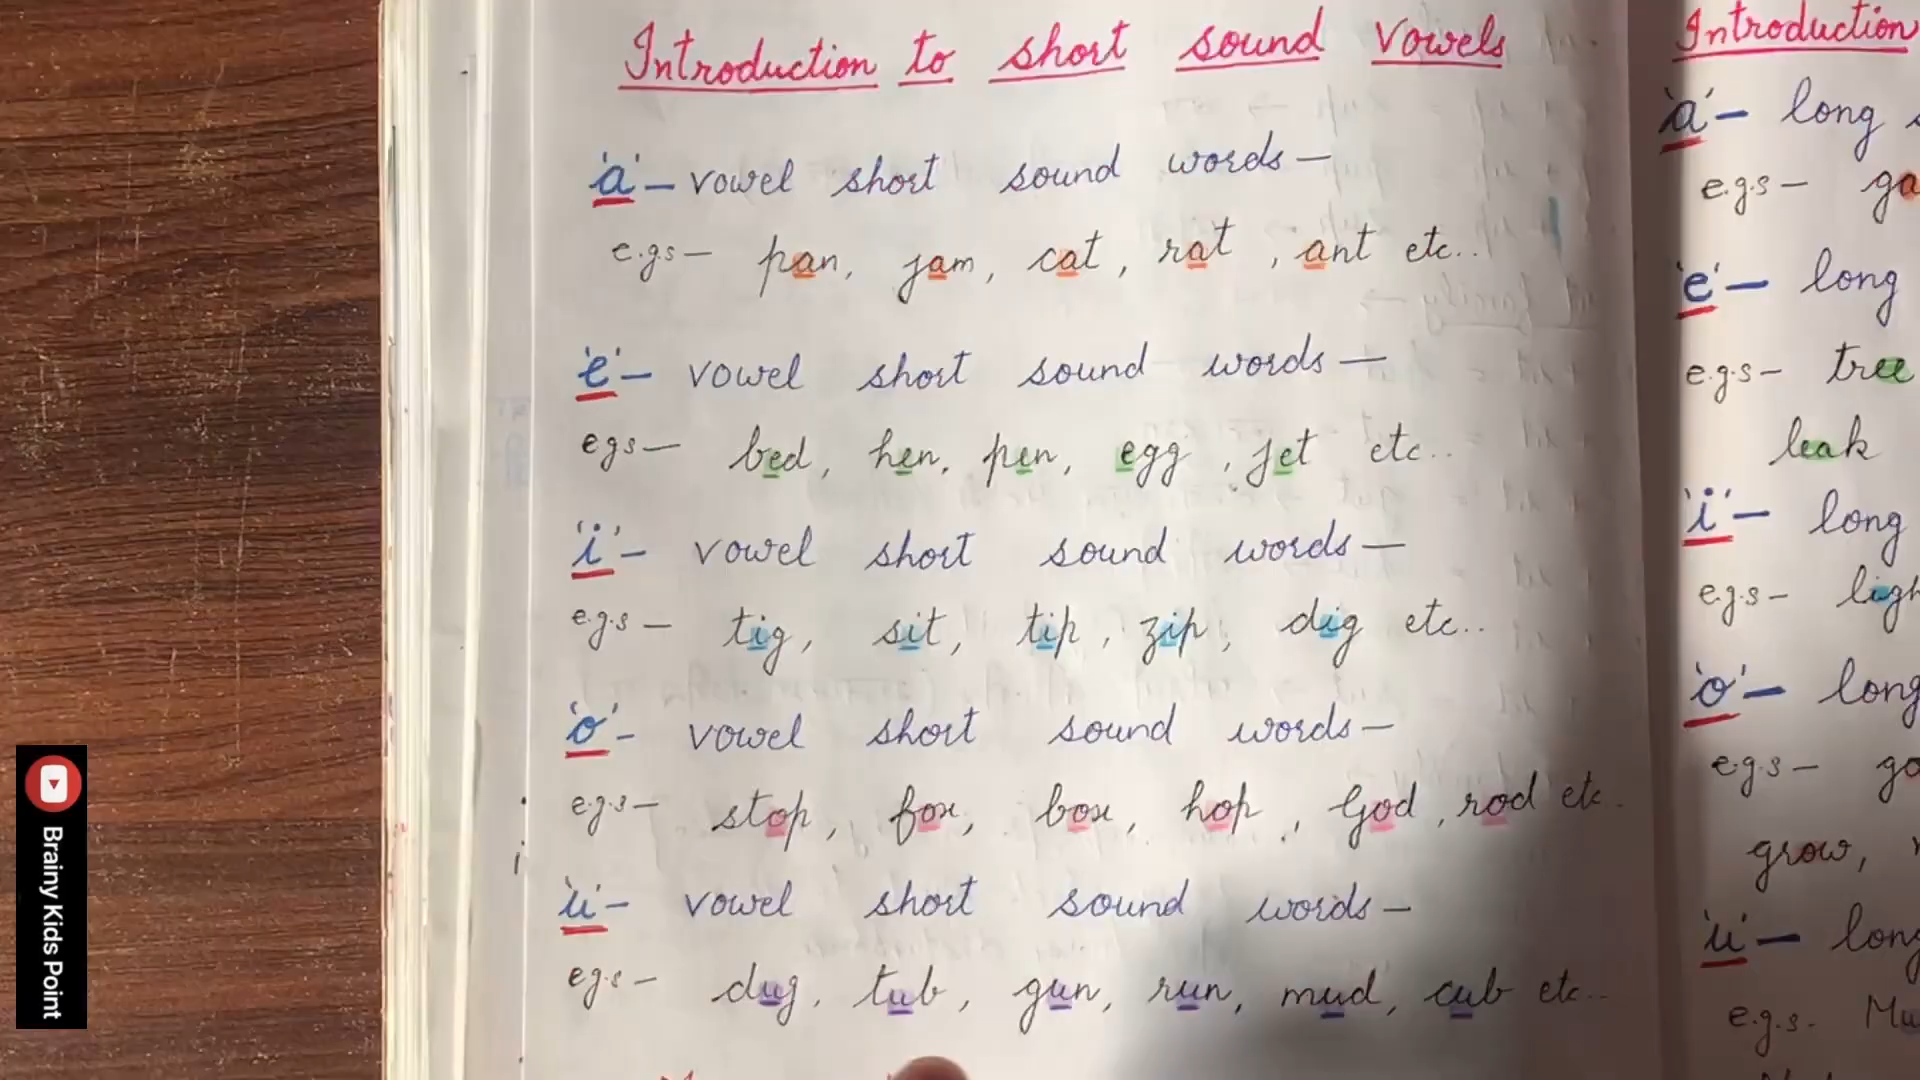 Introduction to short sound Vowels
'a' – vowel short sound words –
e.g.s – pan, jam, cat, rat, ant etc..
'e' – vowel short sound words –
egs – bed, hen, pen, egg, jet etc..
'i' – vowel short sound words –
e.g.s – tig, sit, tip, zip, dig etc..
'o' – vowel short sound words –
e.g.s – stop, fox, box, hop, God, rod etc.
'u' – vowel short sound words –
e.g.s – dug, tub, gun, run, mud, cub etc..
Introduction
'a' – long
e.g.s –
'e' – long
e.g.s – tree
leak
'i' – long
e.g.s –
'o' – long
e.g.s –
grow,
'u' – long
e.g.s.
Brainy Kids Point